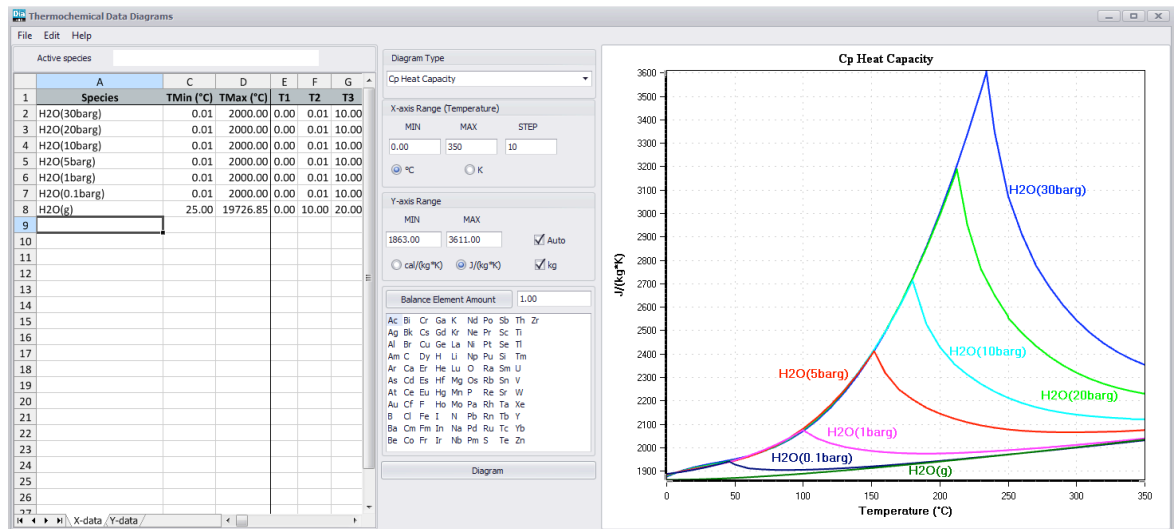 Dia Thermochemical Data Diagrams
File Edit Help
Active species
A C D E F G
1 Species TMin (°C) TMax (°C) T1 T2 T3
2 H2O(30barg) 0.01 2000.00 0.00 0.01 10.00
3 H2O(20barg) 0.01 2000.00 0.00 0.01 10.00
4 H2O(10barg) 0.01 2000.00 0.00 0.01 10.00
5 H2O(5barg) 0.01 2000.00 0.00 0.01 10.00
6 H2O(1barg) 0.01 2000.00 0.00 0.01 10.00
7 H2O(0.1barg) 0.01 2000.00 0.00 0.01 10.00
8 H2O(g) 25.00 19726.85 0.00 10.00 20.00
9
10
11
12
13
14
15
16
17
18
19
20
21
22
23
24
25
26
27
X-data Y-data
Diagram Type
Cp Heat Capacity
X-axis Range (Temperature)
MIN MAX STEP
0.00 350 10
°C K
Y-axis Range
MIN MAX
1863.00 3611.00 Auto
cal/(kg*K) J/(kg*K) kg
Balance Element Amount 1.00
Ac Bi Cr Ga K Nd Po Sb Th Zr
Ag Bk Cs Gd Kr Ne Pr Sc Ti
Al Br Cu Ge La Ni Pt Se Tl
Am C Dy H Li Np Pu Si Tm
Ar Ca Er He Lu O Ra Sm U
As Cd Es Hf Mg Os Rb Sn V
At Ce Eu Hg Mn P Re Sr W
Au Cf F Ho Mo Pa Rh Ta Xe
B Cl Fe I N Pb Rn Tb Y
Ba Cm Fm In Na Pd Ru Tc Yb
Be Co Fr Ir Nb Pm S Te Zn
Diagram
Cp Heat Capacity
3600
3500
3400
3300
3200
3100
3000
2900
2800
2700
2600
2500
2400
2300
2200
2100
2000
1900
J/(kg*K)
H2O(30barg)
H2O(10barg)
H2O(5barg)
H2O(20barg)
H2O(1barg)
H2O(0.1barg)
H2O(g)
0 50 100 150 200 250 300 350
Temperature (°C)